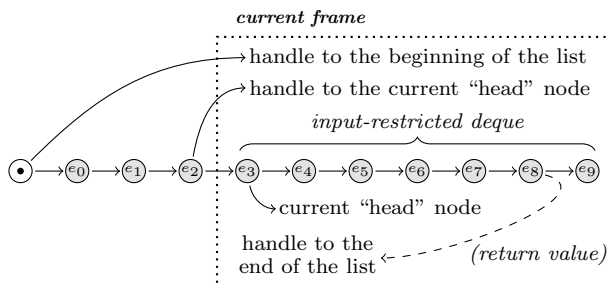 current frame
handle to the beginning of the list
handle to the current “head” node
input-restricted deque
e0 e1 e2 e3 e4 e5 e6 e7 e8 e9
current “head” node
handle to the
end of the list
(return value)